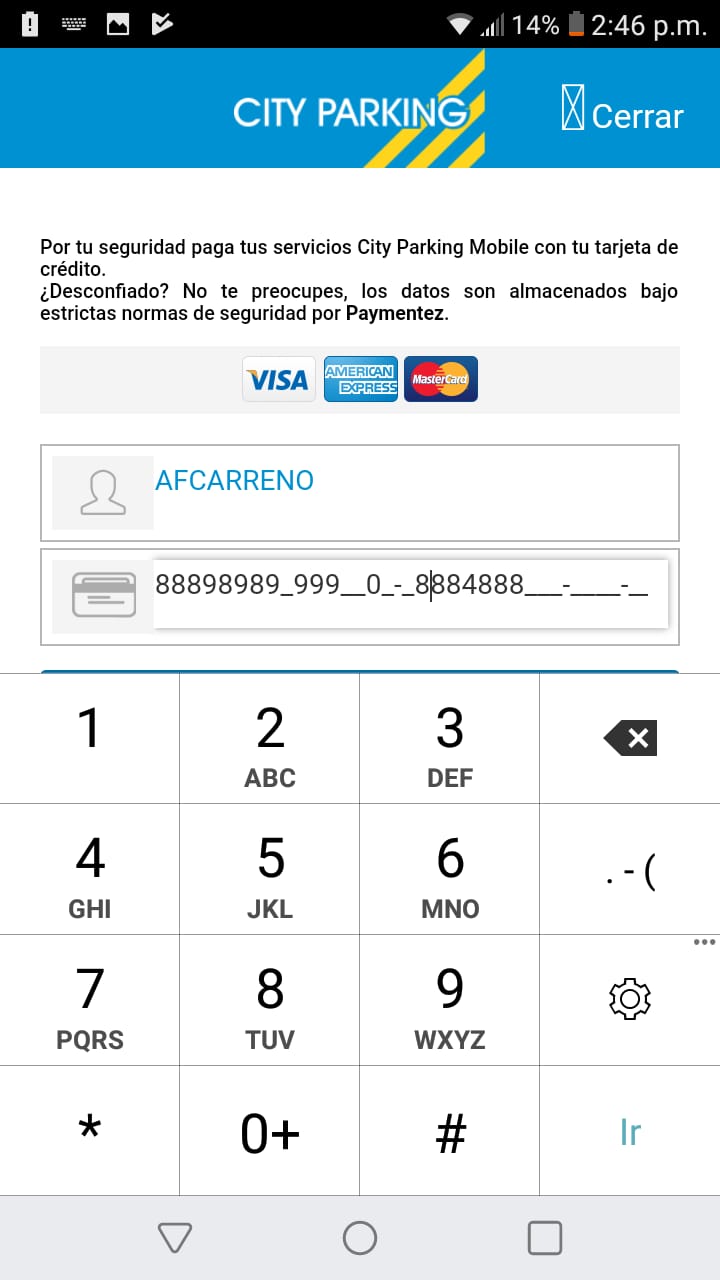 14% 2:46 p.m.
CITY PARKING
Cerrar
Por tu seguridad paga tus servicios City Parking Mobile con tu tarjeta de
crédito.
¿Desconfiado? No te preocupes, los datos son almacenados bajo
estrictas normas de seguridad por Paymentez.
VISA AMERICAN EXPRESS MasterCard
AFCARRENO
88898989_999__0_-_8884888___-____-__
1 2 3
ABC DEF
4 5 6 .-(
GHI JKL MNO
7 8 9
PQRS TUV WXYZ
* 0+ # Ir